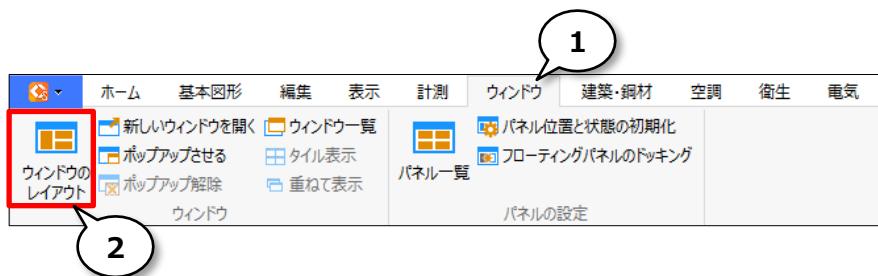 1
ホーム 基本図形 編集 表示 計測 ウィンドウ 建築・鋼材 空調 衛生 電気
新しいウィンドウを開く ウィンドウ一覧 パネル位置と状態の初期化
ポップアップさせる タイル表示 フローティングパネルのドッキング
ウィンドウの
レイアウト
ポップアップ解除 重ねて表示
パネル一覧
ウィンドウ パネルの設定
2